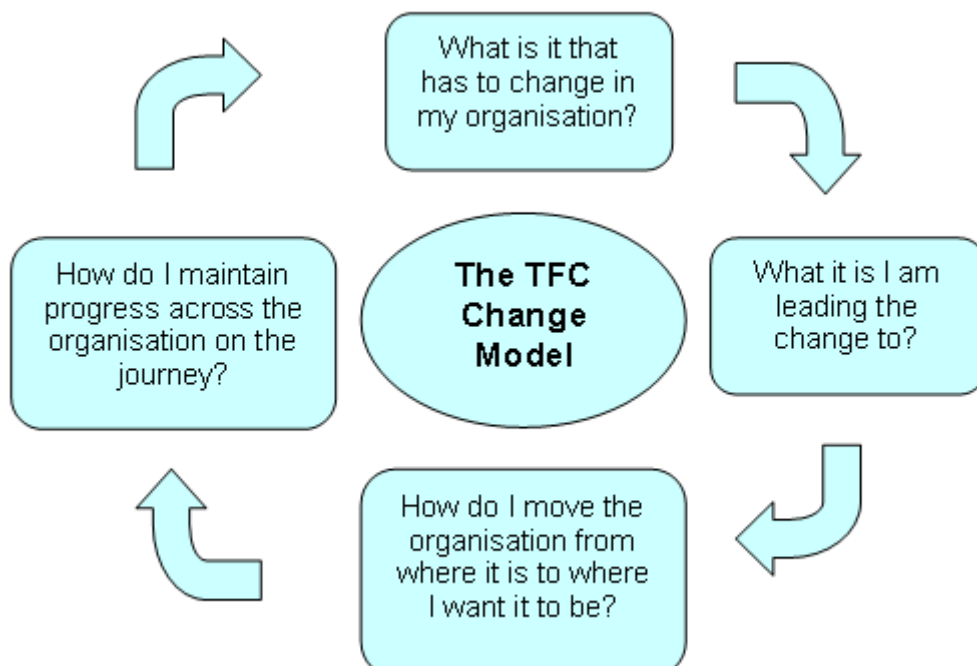 What is it that
has to change in
my organisation?
How do I maintain
progress across the
organisation on the
journey?
The TFC
Change
Model
What it is I am
leading the
change to?
How do I move the
organisation from
where it is to where
I want it to be?